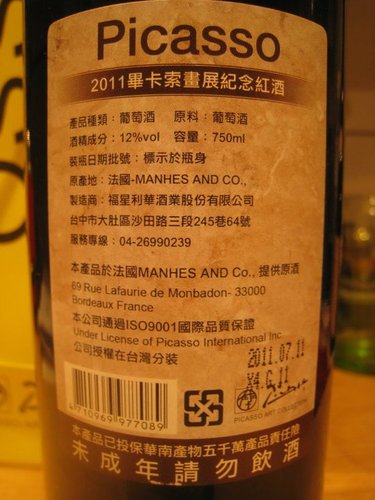 Picasso
2011畢卡索畫展紀念紅酒
產品種類：葡萄酒 原料：葡萄酒
酒精成分：12%vol 容量：750ml
裝瓶日期批號：標示於瓶身
原產地：法國-MANHES AND CO.,
製造商：福星利華酒業股份有限公司
台中市大肚區沙田路三段245巷64號
服務專線：04-26990239
本產品於法國MANHES AND Co., 提供原酒
69 Rue Lafaurie de Monbadon- 33000
Bordeaux France
本公司通過ISO9001國際品質保證
Under License of Picasso International Inc
公司授權在台灣分裝
2011.07.11
4710969977089
PICASSO ART COLLECTION
本產品已投保華南產物五千萬產品責任險
未成年請勿飲酒